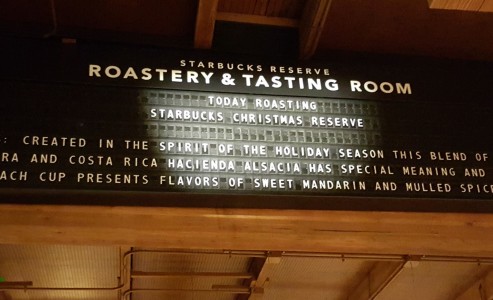 STARBUCKS RESERVE
ROASTERY & TASTING ROOM
TODAY ROASTING
STARBUCKS CHRISTMAS RESERVE
: CREATED IN THE SPIRIT OF THE HOLIDAY SEASON THIS BLEND OF
RA AND COSTA RICA HACIENDA ALSACIA HAS SPECIAL MEANING AND
ACH CUP PRESENTS FLAVORS OF SWEET MANDARIN AND MULLED SPICE